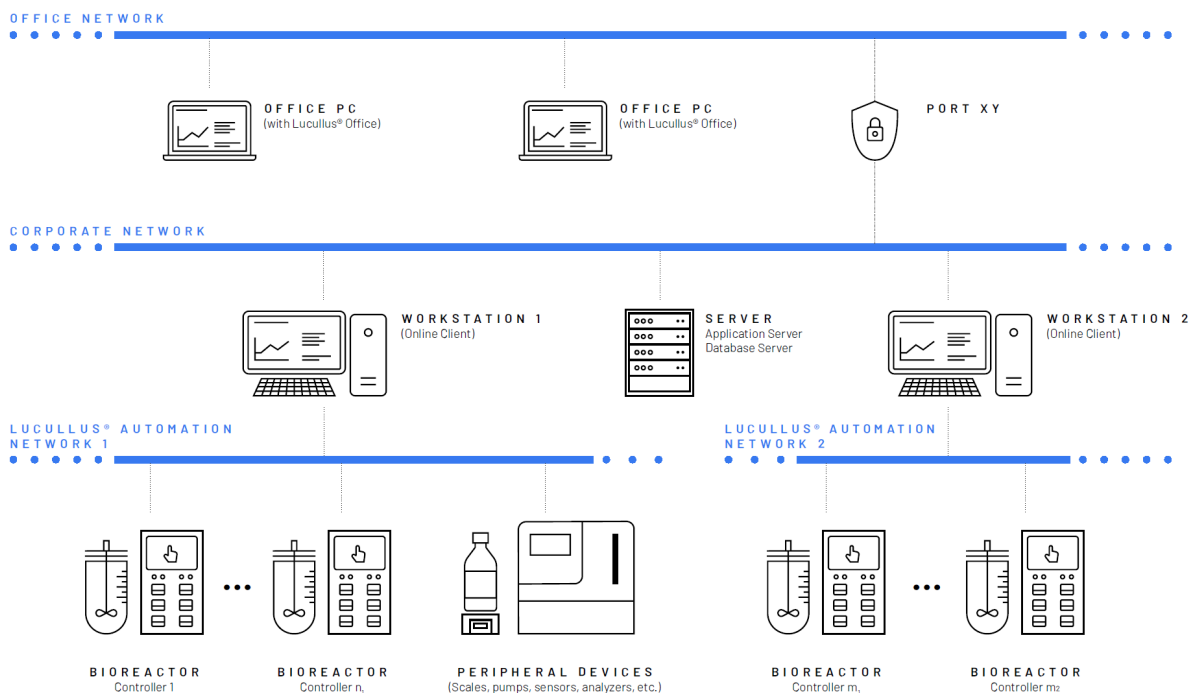 OFFICE NETWORK
OFFICE PC
(with Lucullus® Office)
OFFICE PC
(with Lucullus® Office)
PORT XY
CORPORATE NETWORK
WORKSTATION 1
(Online Client)
SERVER
Application Server
Database Server
WORKSTATION 2
(Online Client)
LUCULLUS® AUTOMATION
NETWORK 1
LUCULLUS® AUTOMATION
NETWORK 2
BIOREACTOR
Controller 1
BIOREACTOR
Controller n,
PERIPHERAL DEVICES
(Scales, pumps, sensors, analyzers, etc.)
BIOREACTOR
Controller m,
BIOREACTOR
Controller m₂